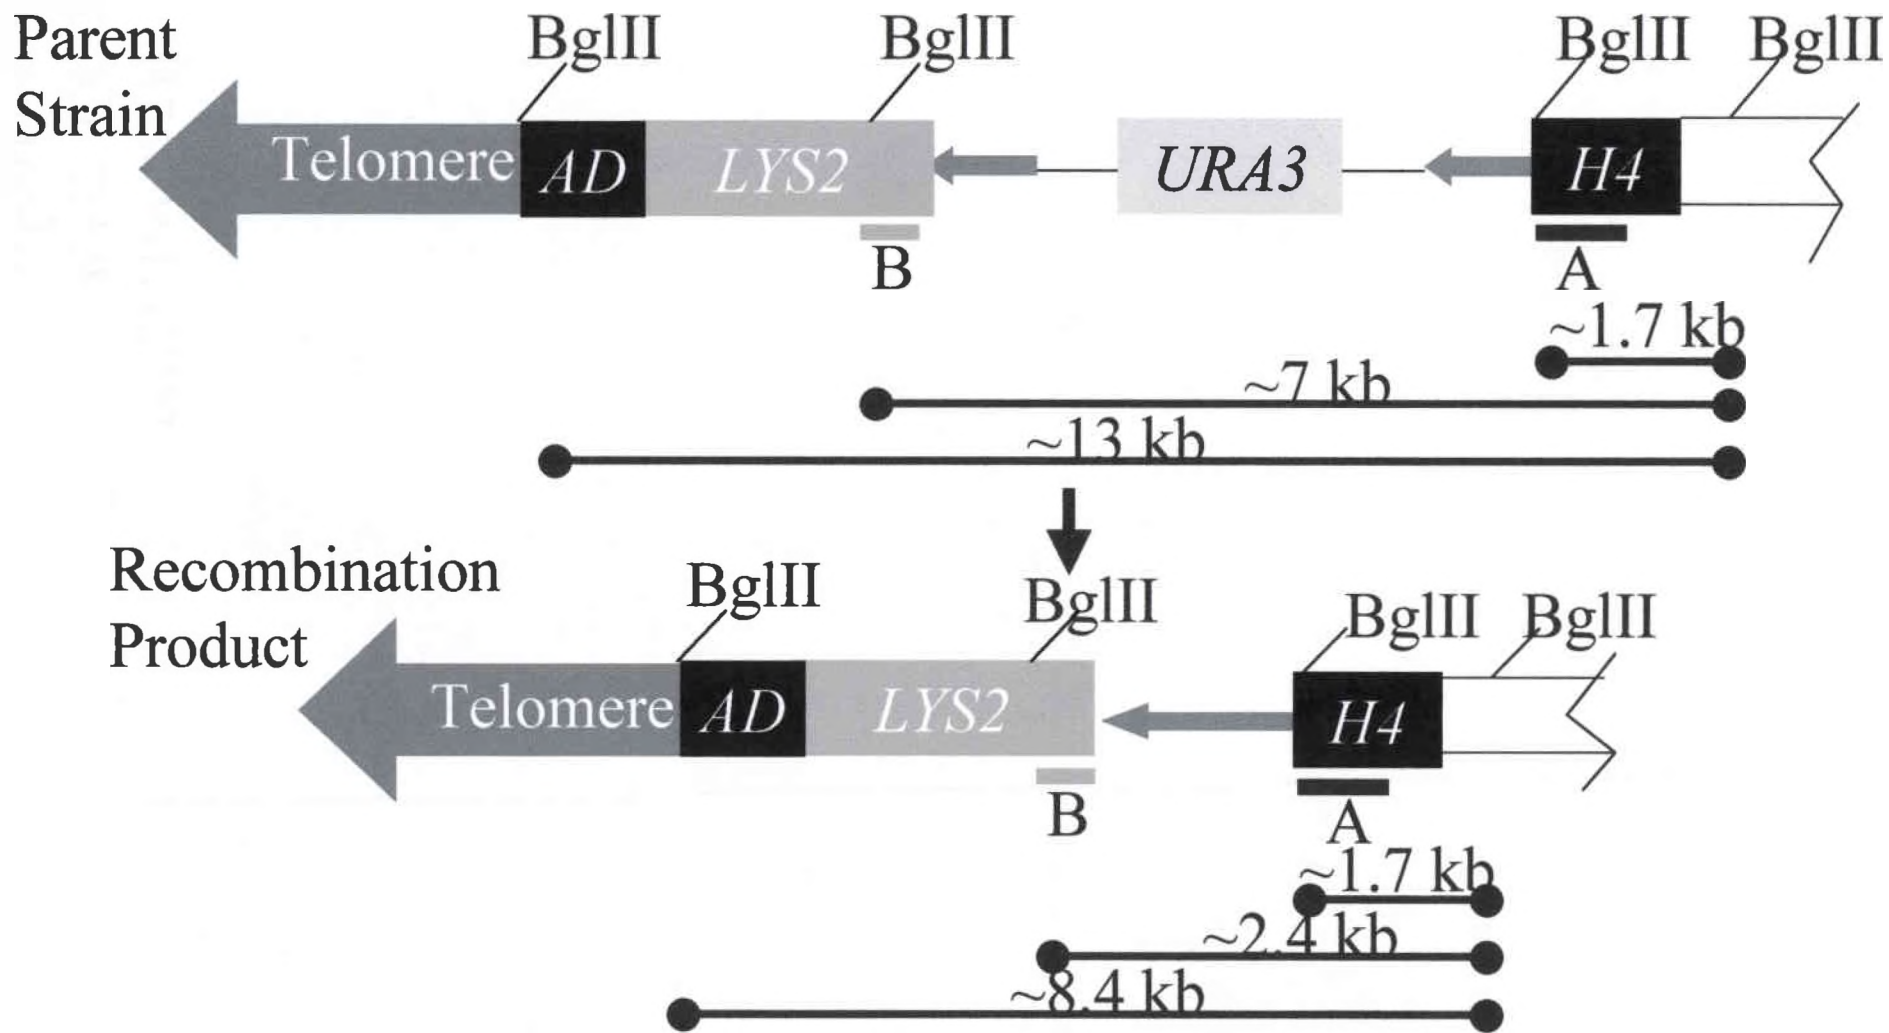 Parent
Strain
BglII BglII BglII BglII
Telomere AD LYS2 URA3 H4
B A
~1.7 kb
~7 kb
~13 kb
Recombination
Product
BglII BglII BglII BglII
Telomere AD LYS2 H4
B A
~1.7 kb
~2.4 kb
~8.4 kb